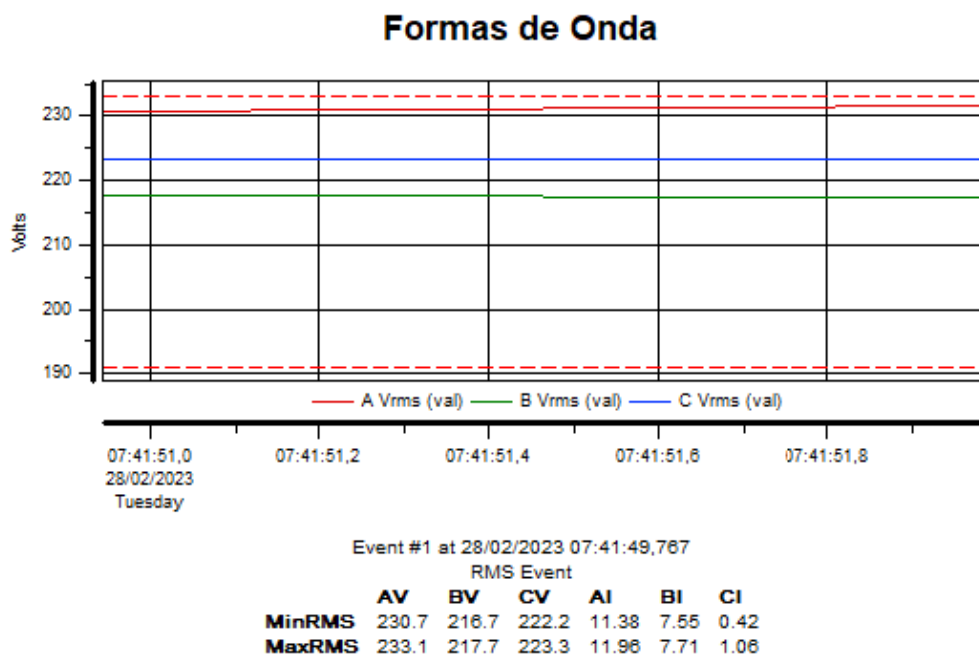 Formas de Onda
230
220
210
200
190
Volts
A Vrms (val) B Vrms (val) C Vrms (val)
07:41:51,0 07:41:51,2 07:41:51,4 07:41:51,6 07:41:51,8
28/02/2023
Tuesday
Event #1 at 28/02/2023 07:41:49,767
RMS Event
AV BV CV AI BI CI
MinRMS 230.7 216.7 222.2 11.38 7.55 0.42
MaxRMS 233.1 217.7 223.3 11.96 7.71 1.06